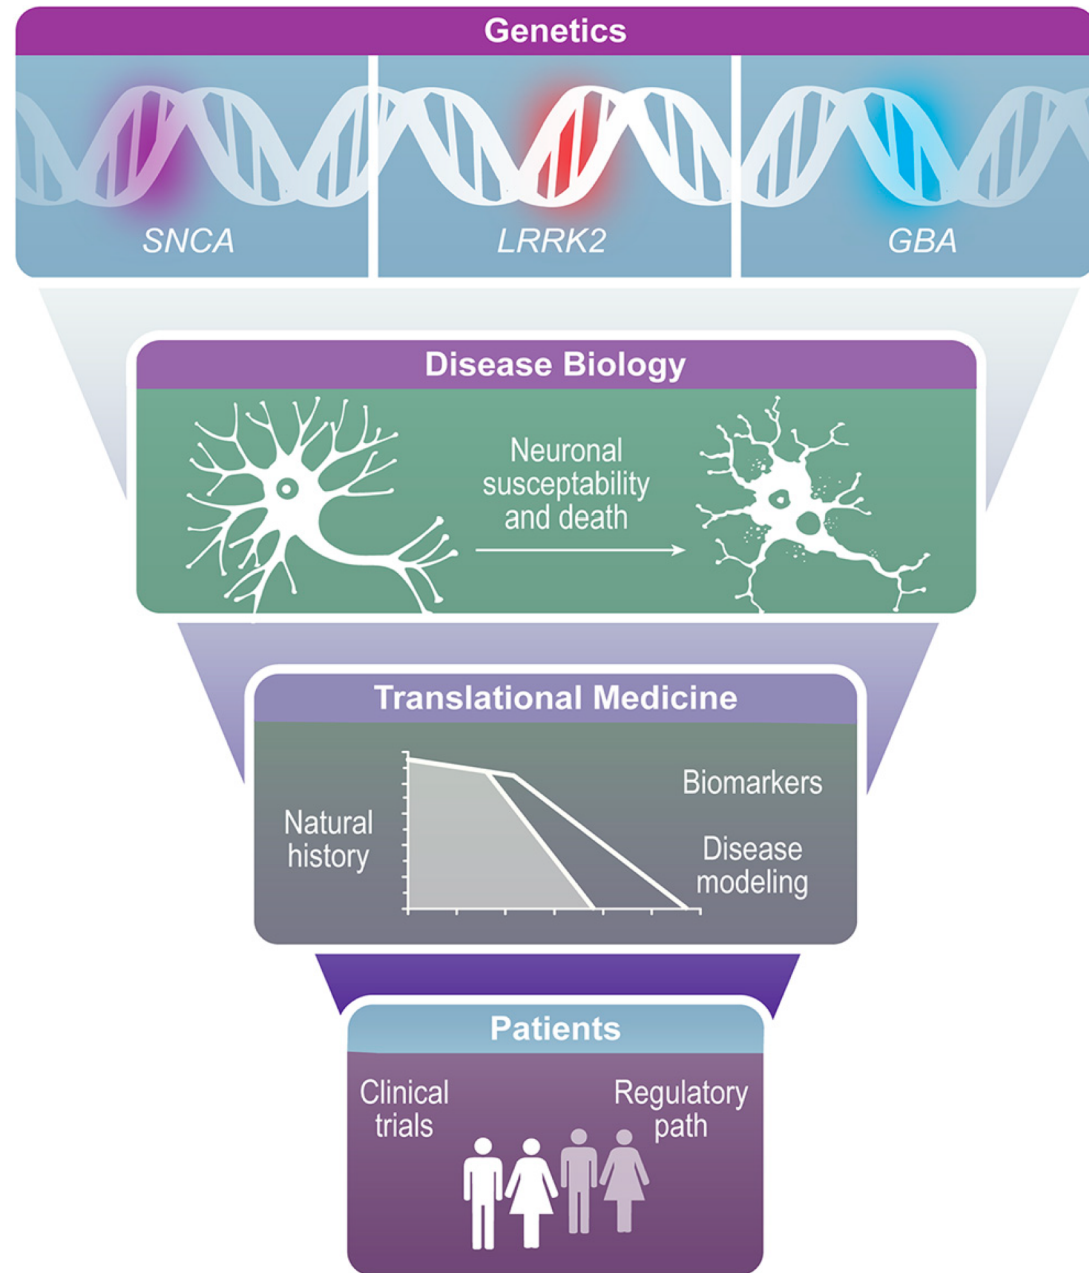 Genetics
SNCA
LRRK2
GBA
Disease Biology
Neuronal
susceptability
and death
Translational Medicine
Natural
history
Biomarkers
Disease
modeling
Patients
Clinical
trials
Regulatory
path